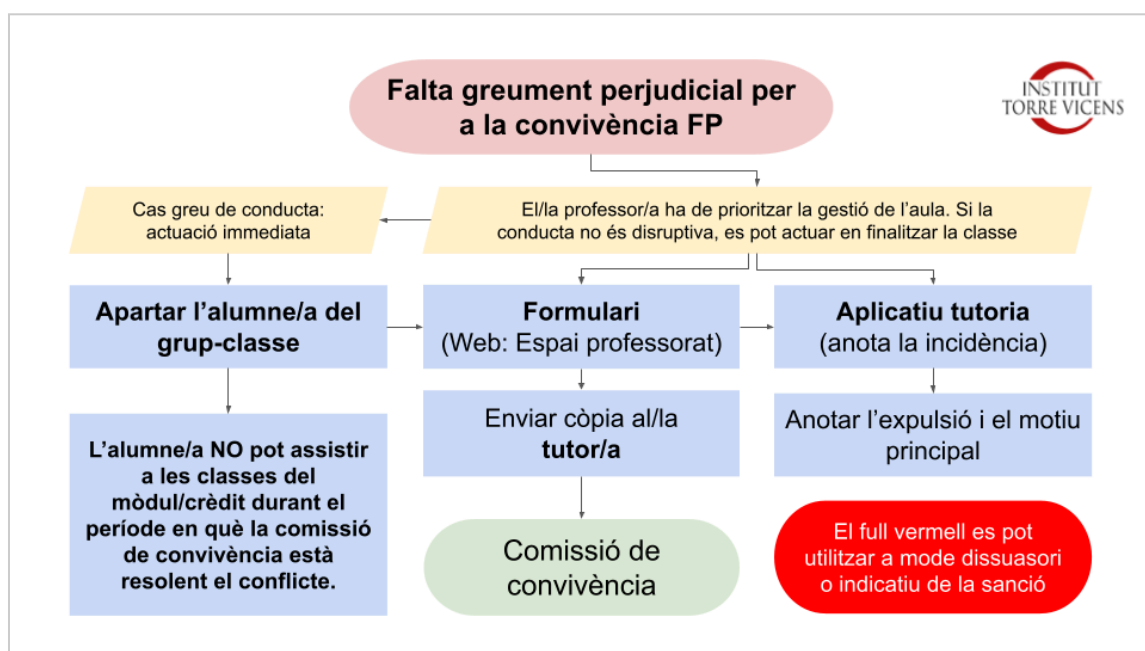 Falta greument perjudicial per
a la convivència FP
INSTITUT
TORRE VICENS
Cas greu de conducta:
actuació immediata
El/la professor/a ha de prioritzar la gestió de l’aula. Si la
conducta no és disruptiva, es pot actuar en finalitzar la classe
Apartar l’alumne/a del
grup-classe
Formulari
(Web: Espai professorat)
Aplicatiu tutoria
(anota la incidència)
L’alumne/a NO pot assistir
a les classes del
mòdul/crèdit durant el
període en què la comissió
de convivència està
resolent el conflicte.
Enviar còpia al/la
tutor/a
Anotar l’expulsió i el motiu
principal
Comissió de
convivència
El full vermell es pot
utilitzar a mode dissuasori
o indicatiu de la sanció